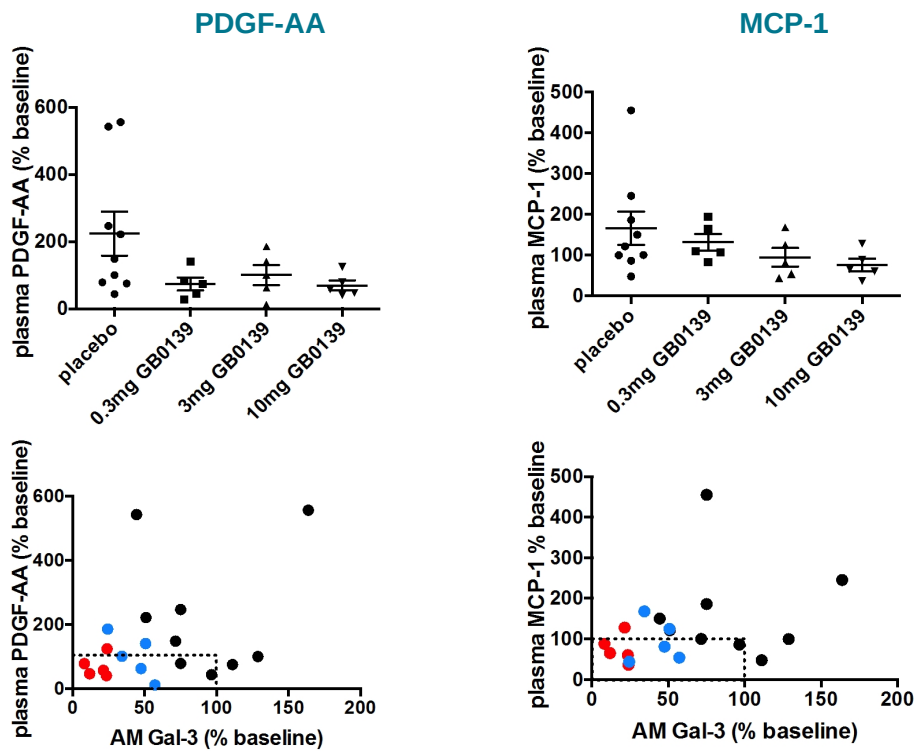 PDGF-AA
plasma PDGF-AA (% baseline)
600
400
200
0
placebo
0.3mg GB0139
3mg GB0139
10mg GB0139
MCP-1
plasma MCP-1 (% baseline)
500
400
300
200
100
0
placebo
0.3mg GB0139
3mg GB0139
10mg GB0139
plasma PDGF-AA (% baseline)
600
400
200
0
0 50 100 150 200
AM Gal-3 (% baseline)
plasma MCP-1 % baseline
500
400
300
200
100
0
0 50 100 150 200
AM Gal-3 (% baseline)